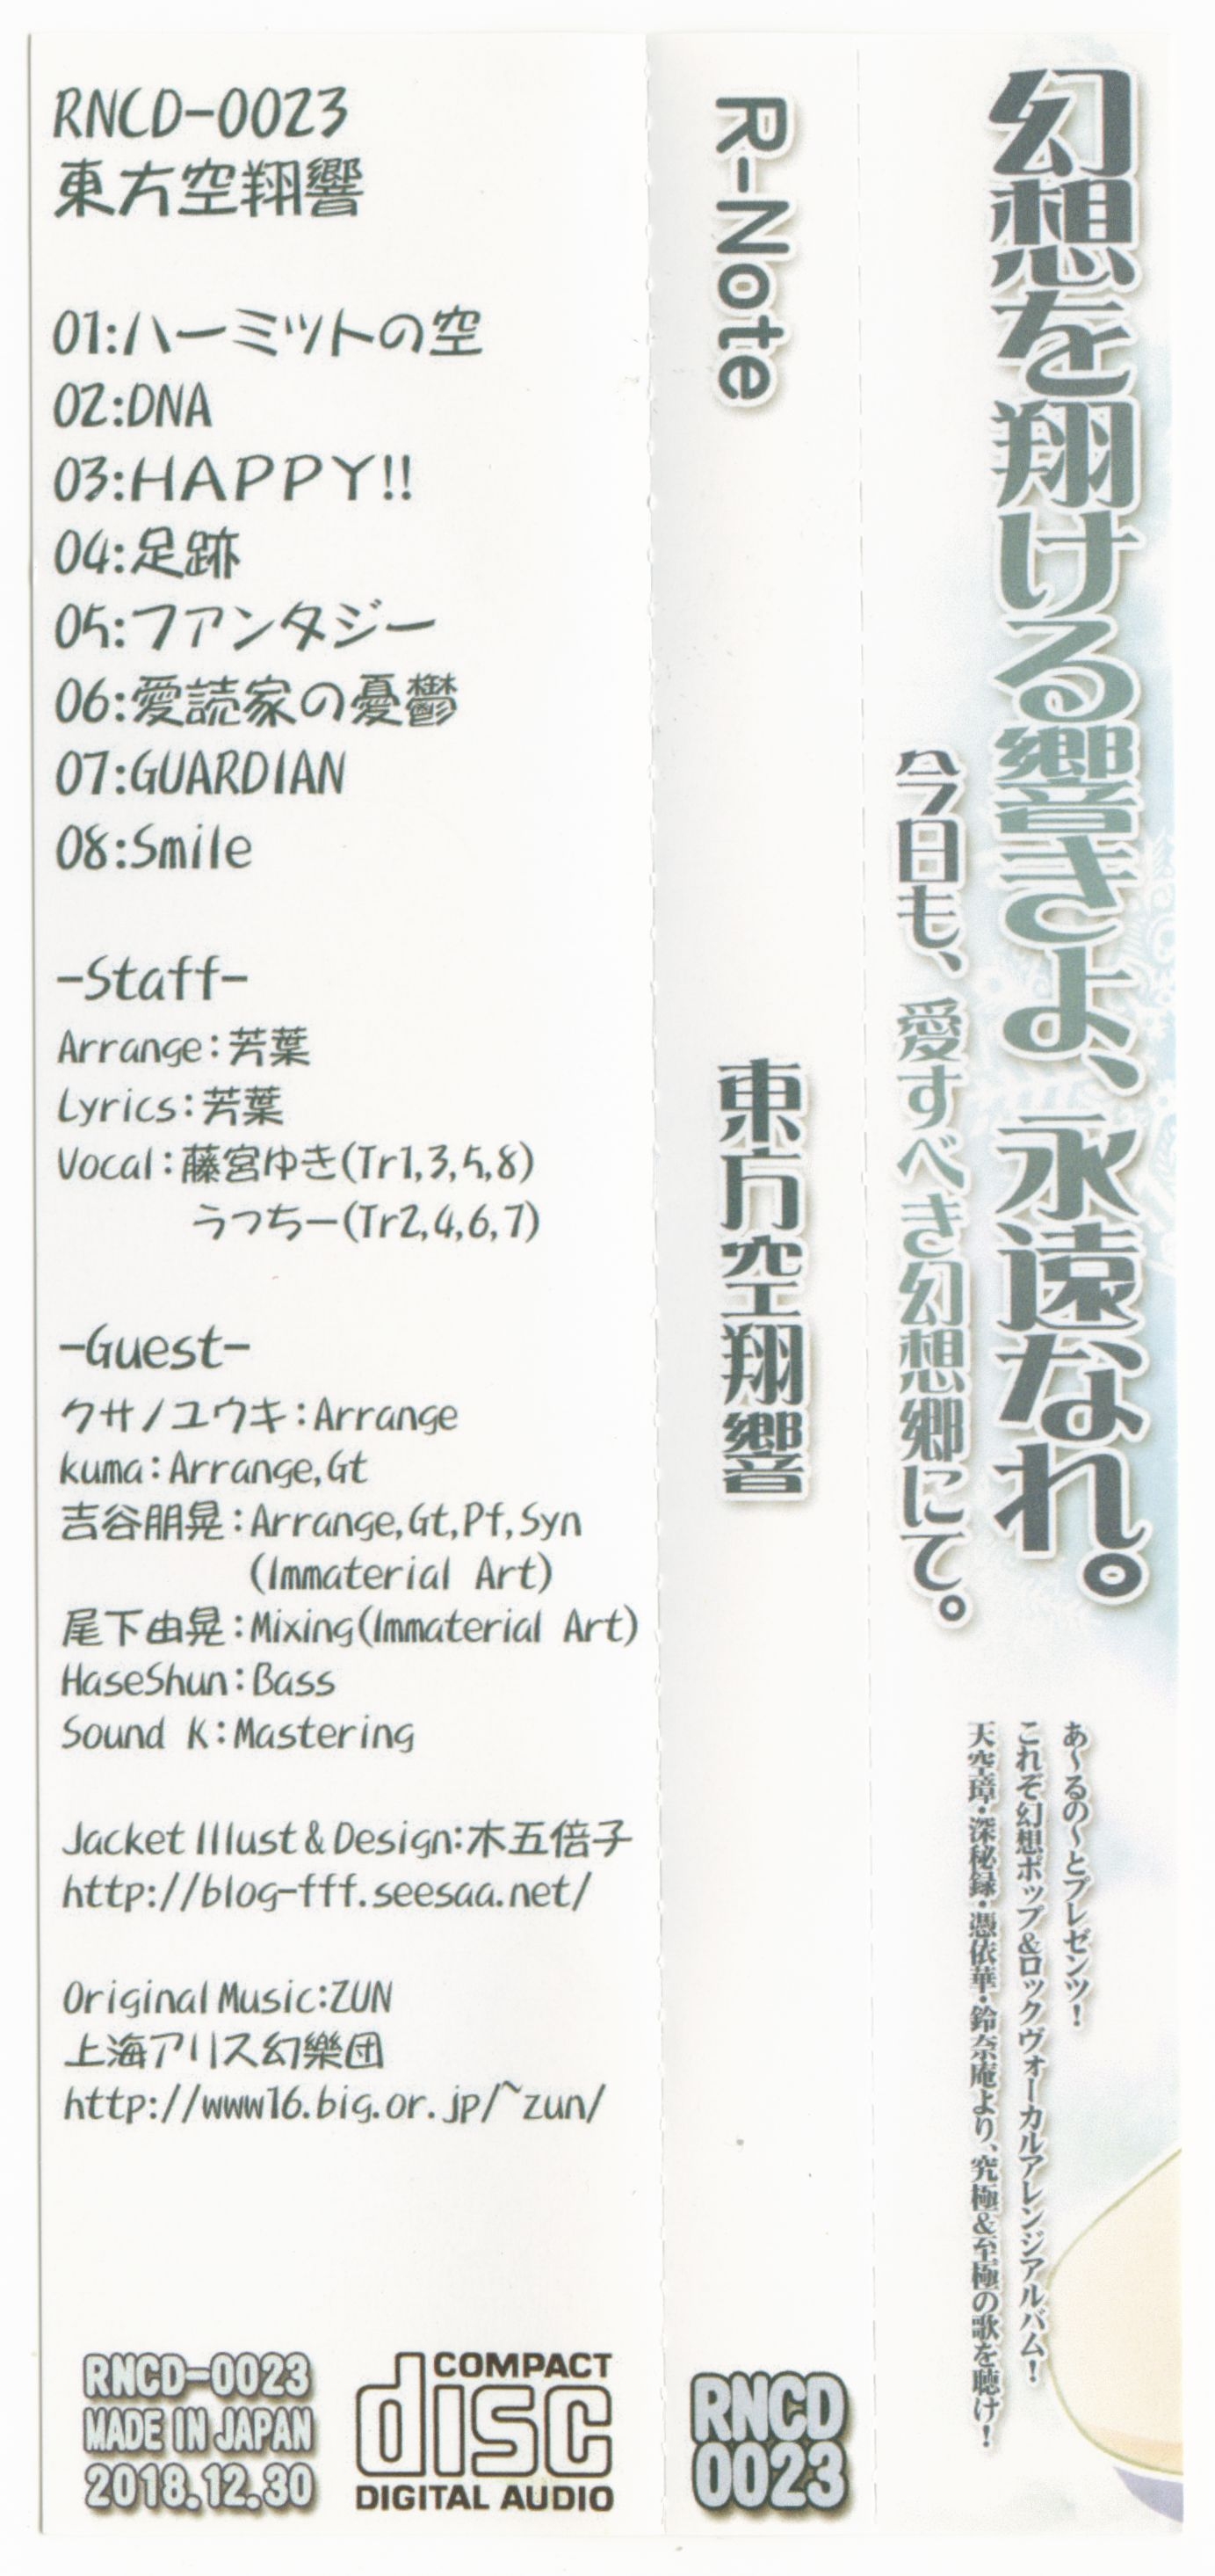 RNCD-0023
東方空翔響
01:ハーミットの空
02:DNA
03:HAPPY!!
04:足跡
05:ファンタジー
06:愛読家の憂鬱
07:GUARDIAN
08:Smile
-Staff-
Arrange:芳葉
Lyrics:芳葉
Vocal:藤宮ゆき(Tr1,3,5,8)
うっちー(Tr2,4,6,7)
-Guest-
クサノユウキ:Arrange
kuma:Arrange,Gt
吉谷朋晃:Arrange,Gt,Pf,Syn
(Immaterial Art)
尾下由晃:Mixing(Immaterial Art)
HaseShun:Bass
Sound K:Mastering
Jacket Illust & Design:木五倍子
http://blog-fff.seesaa.net/
Original Music:ZUN
上海アリス幻樂団
http://www16.big.or.jp/~zun/
RNCD-0023
MADE IN JAPAN
2018.12.30
COMPACT
disc
DIGITAL AUDIO
R-Note
東方空翔響
RNCD
0023
幻想を翔ける響きよ、永遠なれ。
今日も、愛すべき幻想郷にて。
あ～るの～とプレゼンツ!
これぞ幻想ポップ&ロックヴォーカルアレンジアルバム!
天空璋・深秘録・憑依華・鈴奈庵より、究極&至極の歌を聴け!